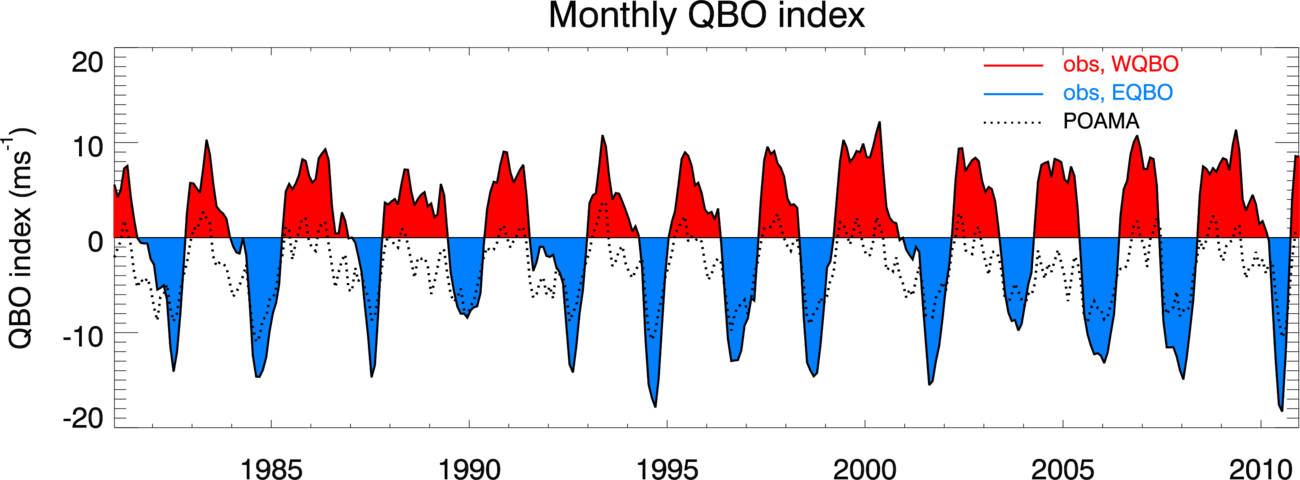 Monthly QBO index
20
10
0
-10
-20
QBO index (ms⁻¹)
obs, WQBO
obs, EQBO
POAMA
1985
1990
1995
2000
2005
2010